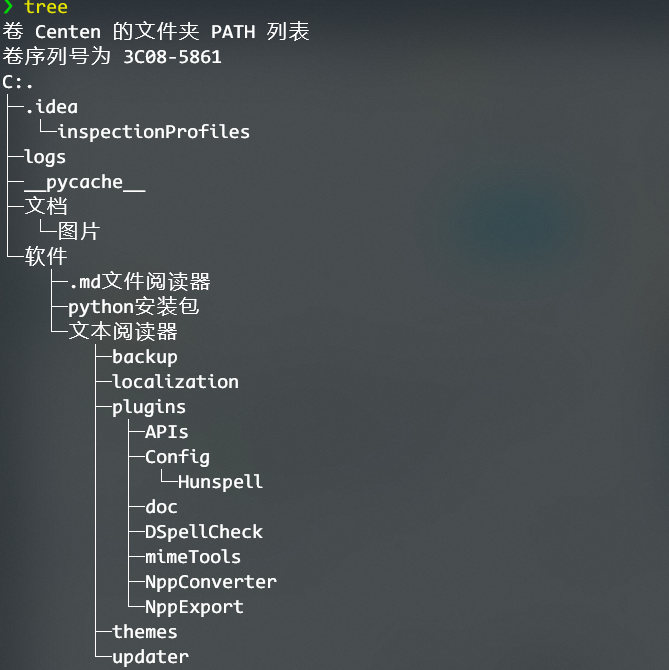 ❯ tree
卷 Centen 的文件夹 PATH 列表
卷序列号为 3C08-5861
C:.
├─.idea
│  └─inspectionProfiles
├─logs
├─__pycache__
├─文档
│  └─图片
└─软件
    ├─.md文件阅读器
    ├─python安装包
    └─文本阅读器
        ├─backup
        ├─localization
        ├─plugins
        │  ├─APIs
        │  ├─Config
        │  │  └─Hunspell
        │  ├─doc
        │  ├─DSpellCheck
        │  ├─mimeTools
        │  ├─NppConverter
        │  └─NppExport
        ├─themes
        └─updater